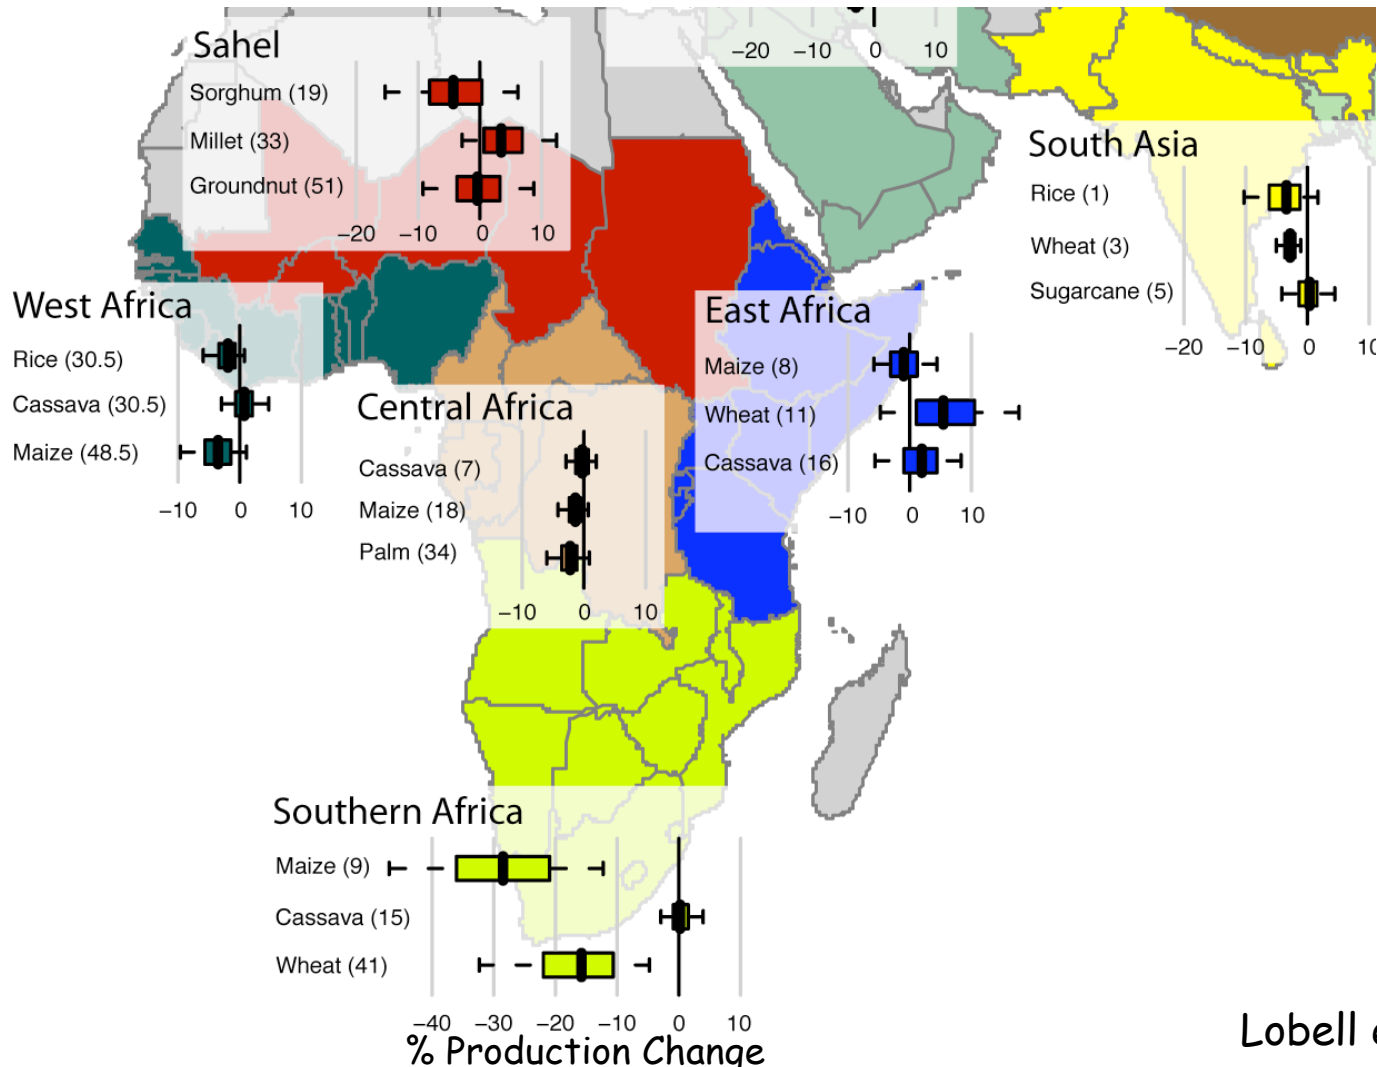 −20 −10 0 10
Sahel
Sorghum (19)
Millet (33)
Groundnut (51)
−20 −10 0 10
South Asia
Rice (1)
Wheat (3)
Sugarcane (5)
−20 −10 0 10
West Africa
Rice (30.5)
Cassava (30.5)
Maize (48.5)
−10 0 10
East Africa
Maize (8)
Wheat (11)
Cassava (16)
−10 0 10
Central Africa
Cassava (7)
Maize (18)
Palm (34)
−10 0 10
Southern Africa
Maize (9)
Cassava (15)
Wheat (41)
−40 −30 −20 −10 0 10
% Production Change
Lobell